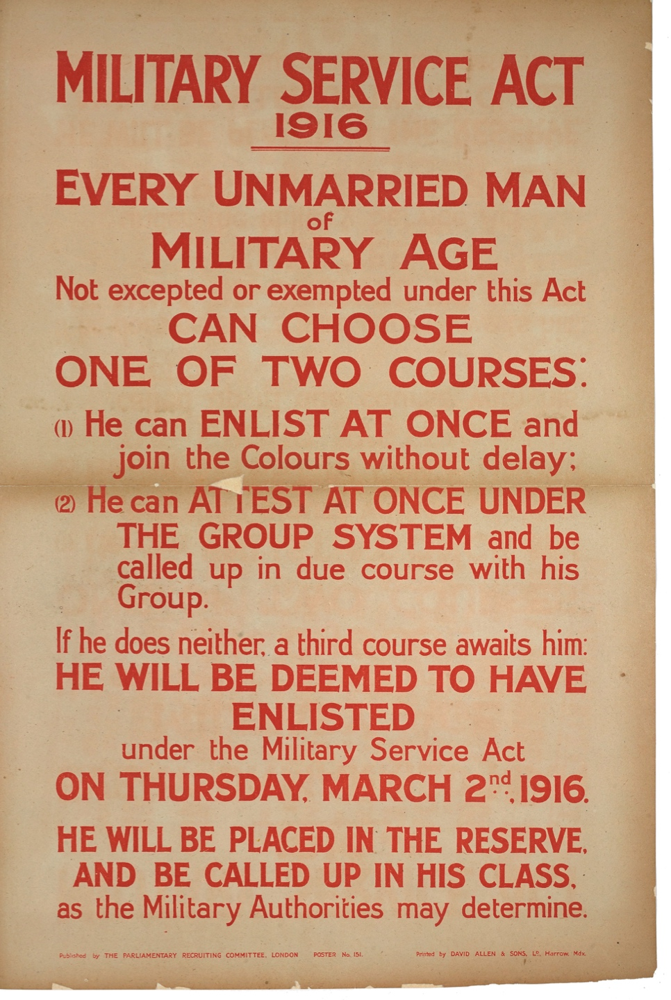 MILITARY SERVICE ACT
1916
EVERY UNMARRIED MAN
of
MILITARY AGE
Not excepted or exempted under this Act
CAN CHOOSE
ONE OF TWO COURSES:
(1) He can ENLIST AT ONCE and
join the Colours without delay;
(2) He can ATTEST AT ONCE UNDER
THE GROUP SYSTEM and be
called up in due course with his
Group.
If he does neither, a third course awaits him:
HE WILL BE DEEMED TO HAVE
ENLISTED
under the Military Service Act
ON THURSDAY, MARCH 2nd, 1916.
HE WILL BE PLACED IN THE RESERVE,
AND BE CALLED UP IN HIS CLASS,
as the Military Authorities may determine.
Published by THE PARLIAMENTARY RECRUITING COMMITTEE, LONDON POSTER No. 151. Printed by DAVID ALLEN & SONS, Ld., Harrow, Mdx.